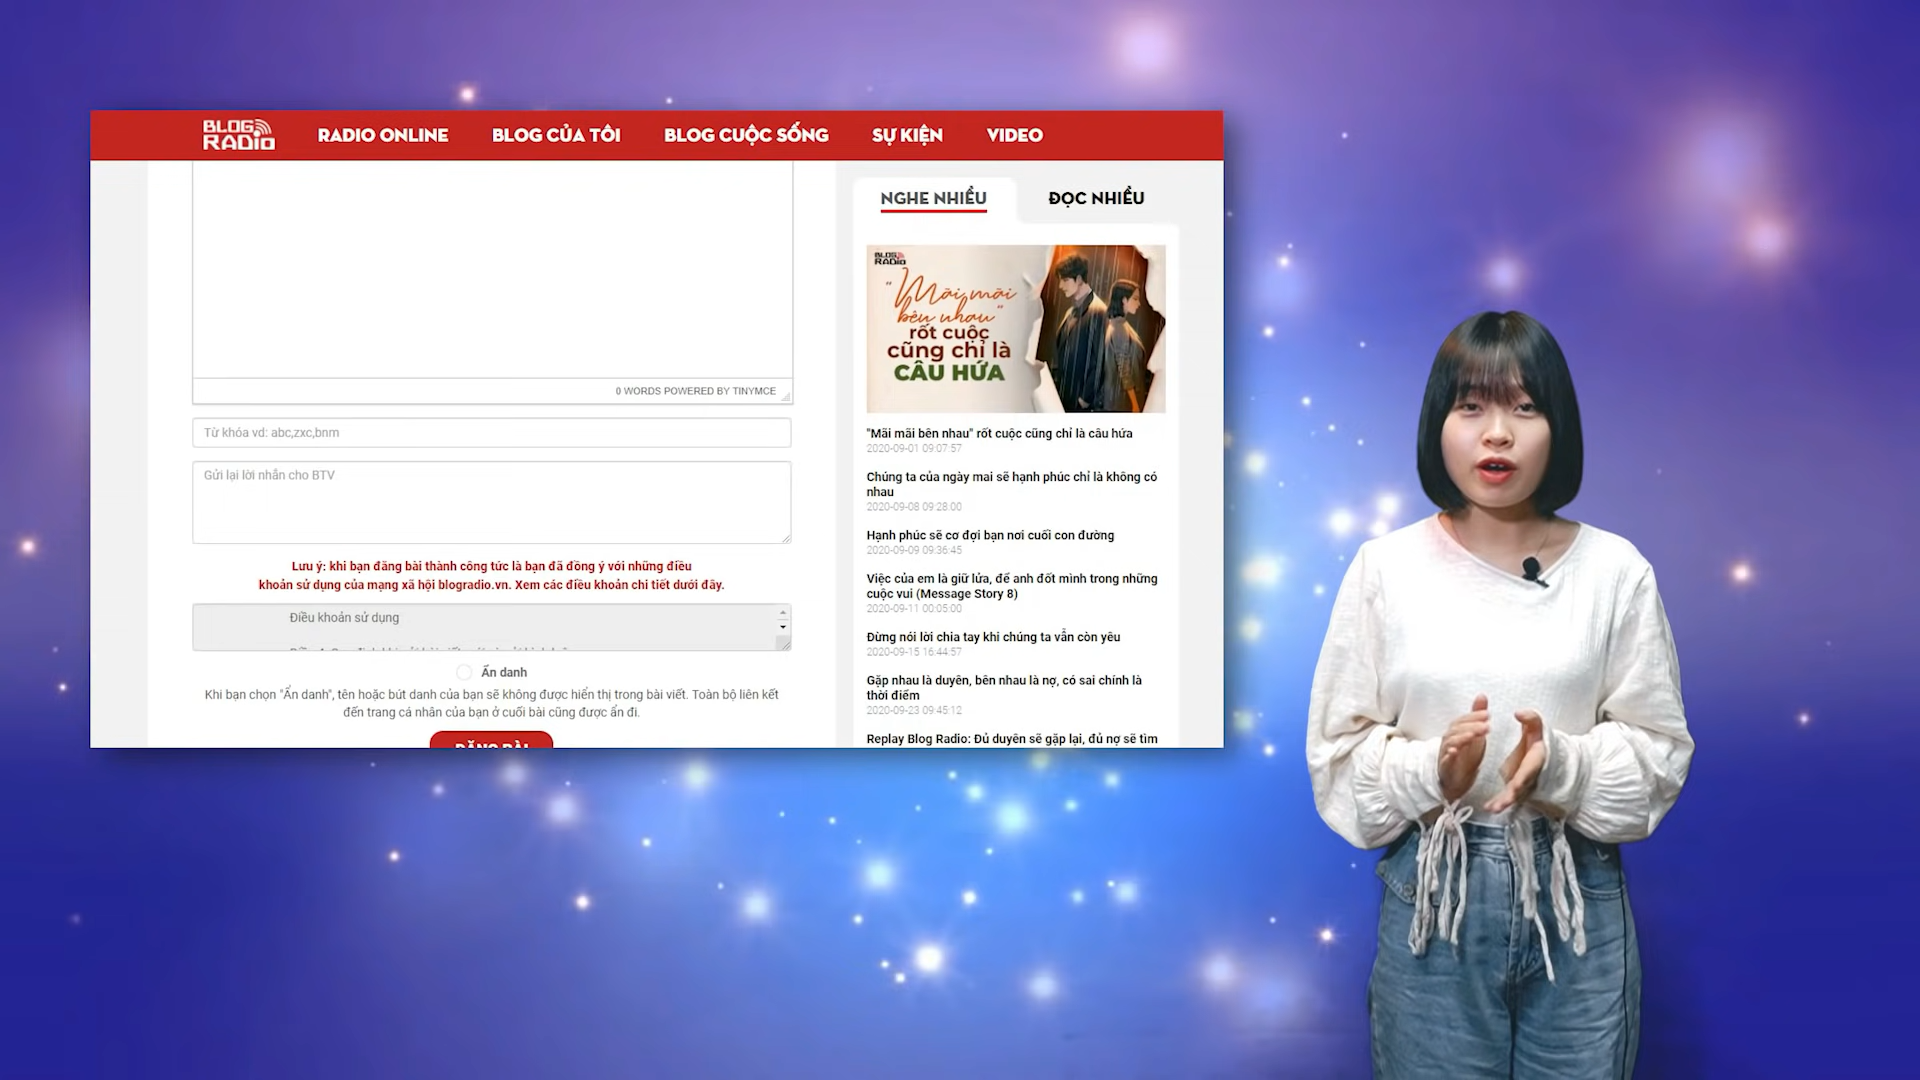 BLOG RADIO
RADIO ONLINE
BLOG CỦA TÔI
BLOG CUỘC SỐNG
SỰ KIỆN
VIDEO
0 WORDS POWERED BY TINYMCE
Từ khóa vd: abc,zxc,bnm
Gửi lại lời nhắn cho BTV
Lưu ý: khi bạn đăng bài thành công tức là bạn đã đồng ý với những điều
khoản sử dụng của mạng xã hội blogradio.vn. Xem các điều khoản chi tiết dưới đây.
Điều khoản sử dụng
Ẩn danh
Khi bạn chọn "Ẩn danh", tên hoặc bút danh của bạn sẽ không được hiển thị trong bài viết. Toàn bộ liên kết
đến trang cá nhân của bạn ở cuối bài cũng được ẩn đi.
ĐĂNG BÀI
NGHE NHIỀU
ĐỌC NHIỀU
BLOG RADIO
"Mãi mãi
bên nhau"
rốt cuộc
cũng chỉ là
CÂU HỨA
"Mãi mãi bên nhau" rốt cuộc cũng chỉ là câu hứa
2020-09-01 09:07:57
Chúng ta của ngày mai sẽ hạnh phúc chỉ là không có
nhau
2020-09-08 09:28:00
Hạnh phúc sẽ cơ đợi bạn nơi cuối con đường
2020-09-09 09:36:45
Việc của em là giữ lửa, để anh đốt mình trong những
cuộc vui (Message Story 8)
2020-09-11 00:05:00
Đừng nói lời chia tay khi chúng ta vẫn còn yêu
2020-09-15 16:44:57
Gặp nhau là duyên, bên nhau là nợ, có sai chính là
thời điểm
2020-09-23 09:45:12
Replay Blog Radio: Đủ duyên sẽ gặp lại, đủ nợ sẽ tìm